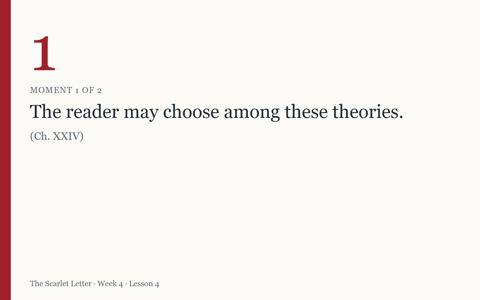 1
MOMENT 1 OF 2
The reader may choose among these theories.
(Ch. XXIV)
The Scarlet Letter · Week 4 · Lesson 4